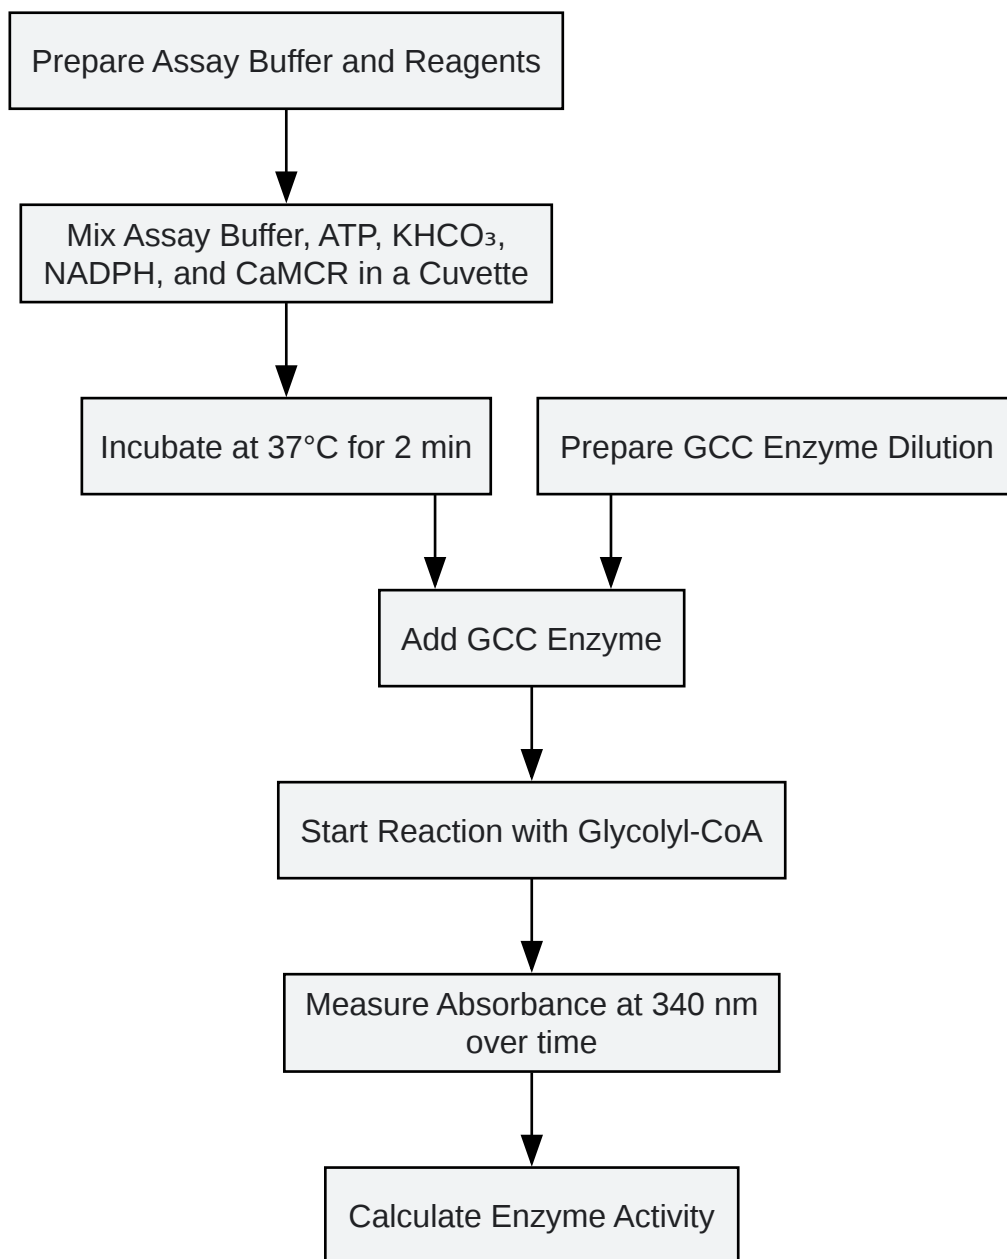 Prepare Assay Buffer and Reagents
Mix Assay Buffer, ATP, KHCO₃,
NADPH, and CaMCR in a Cuvette
Incubate at 37°C for 2 min
Prepare GCC Enzyme Dilution
Add GCC Enzyme
Start Reaction with Glycolyl-CoA
Measure Absorbance at 340 nm
over time
Calculate Enzyme Activity